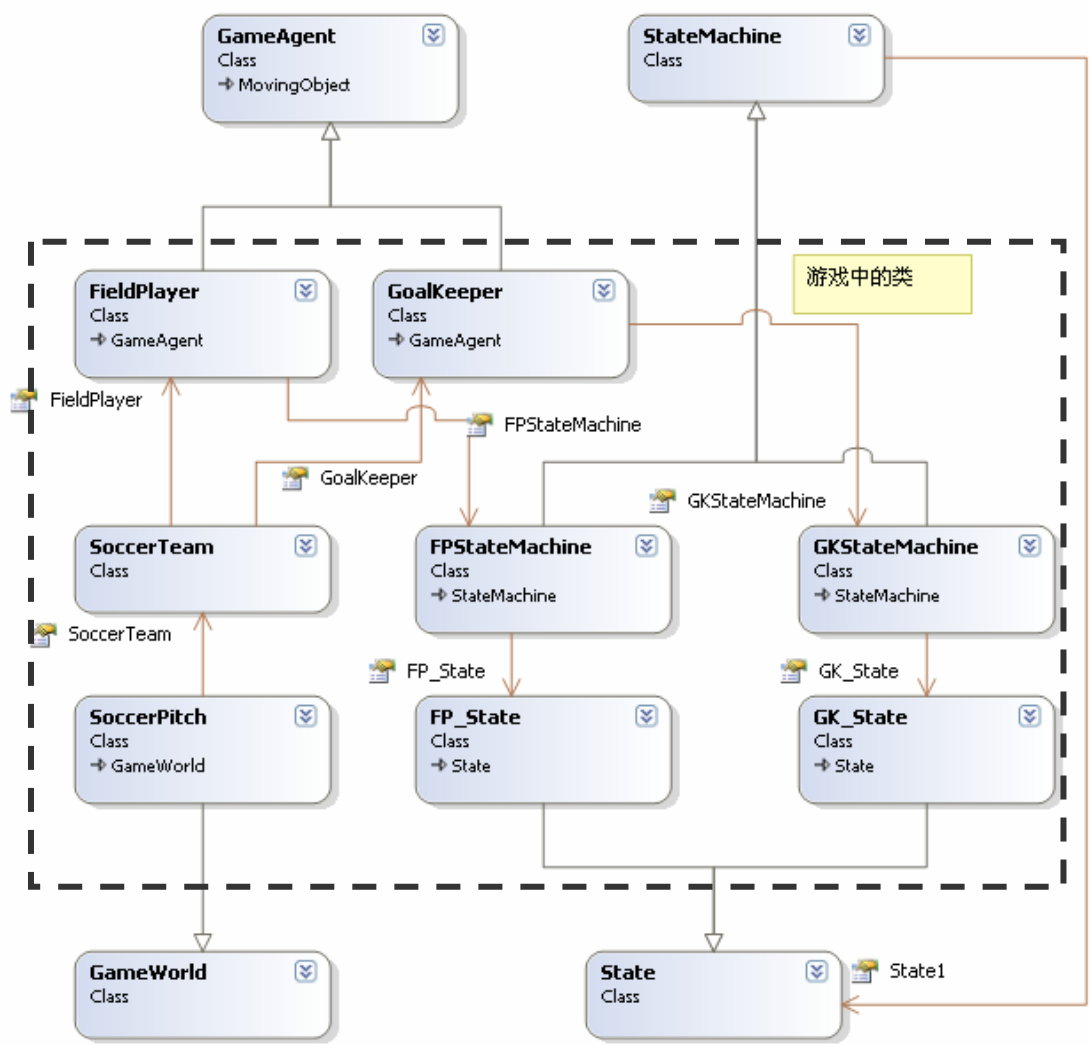 GameAgent
Class
MovingObject
StateMachine
Class
游戏中的类
FieldPlayer
Class
GameAgent
GoalKeeper
Class
GameAgent
FieldPlayer
FPStateMachine
GoalKeeper
GKStateMachine
SoccerTeam
Class
FPStateMachine
Class
StateMachine
GKStateMachine
Class
StateMachine
SoccerTeam
FP_State
GK_State
SoccerPitch
Class
GameWorld
FP_State
Class
State
GK_State
Class
State
GameWorld
Class
State
Class
State1